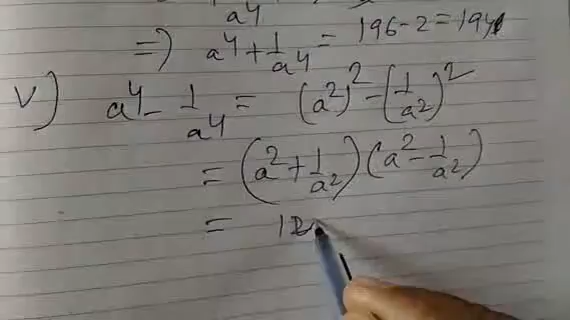 a⁴
=) a⁴ + 1/a⁴ = 196 - 2 = 194
v) a⁴ - 1/a⁴ = (a²)² - (1/a²)²
= (a² + 1/a²) (a² - 1/a²)
=